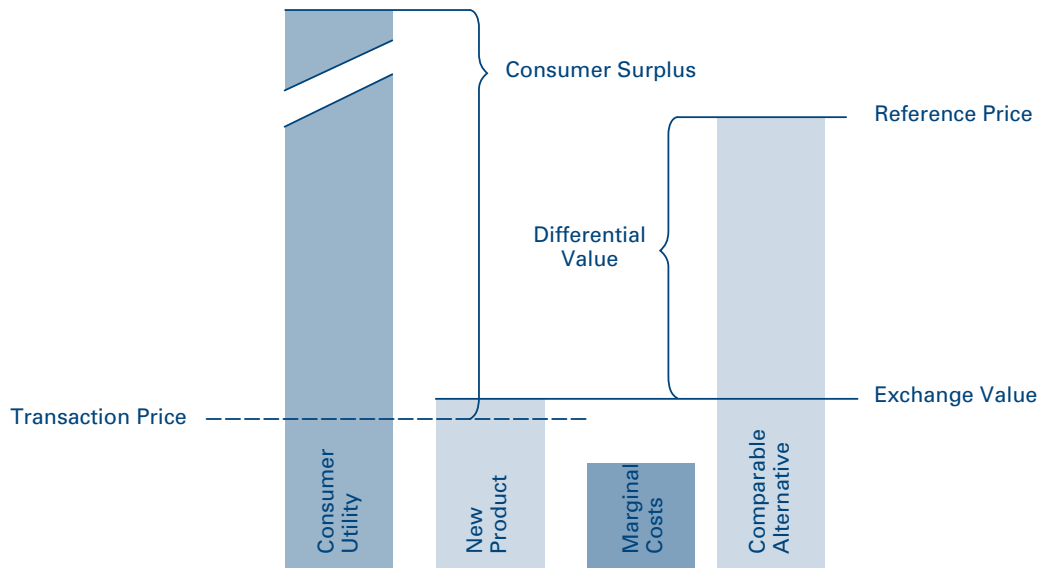 Consumer Surplus
Reference Price
Differential
Value
Exchange Value
Transaction Price
Consumer
Utility
New
Product
Marginal
Costs
Comparable
Alternative